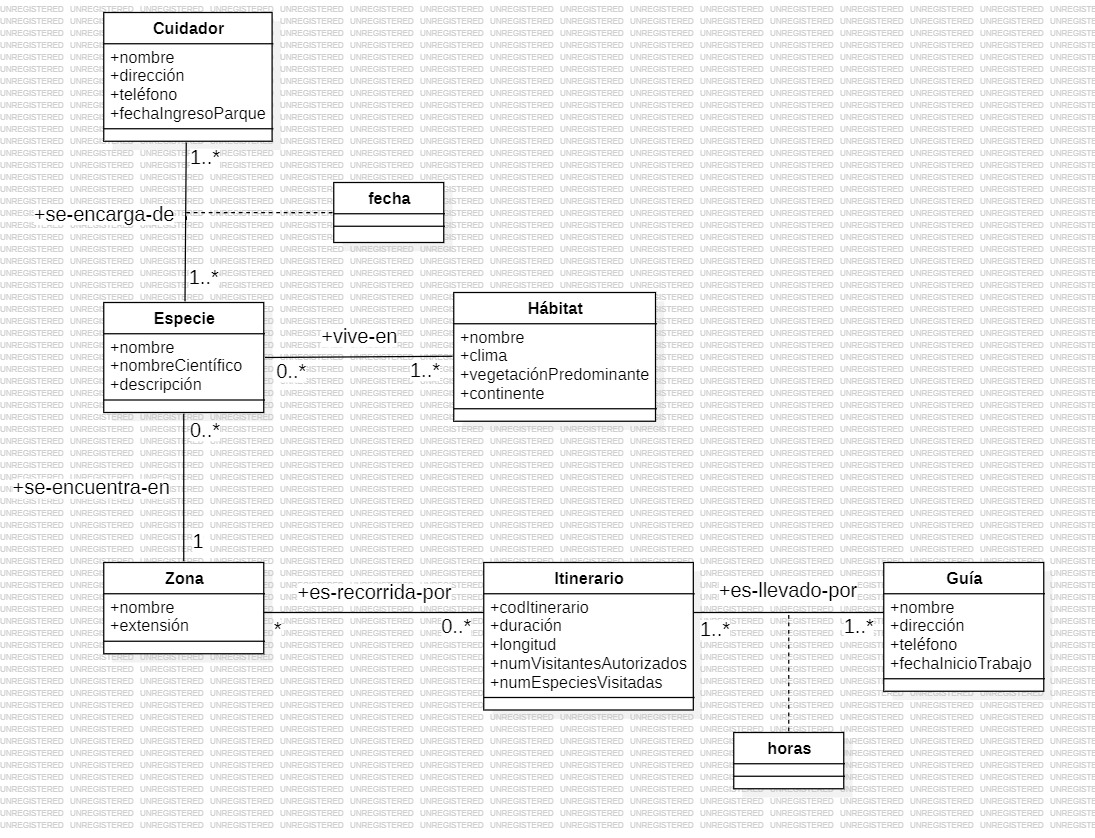 Cuidador
+nombre
+dirección
+teléfono
+fechaIngresoParque
1..*
+se-encarga-de
fecha
1..*
Especie
+nombre
+nombreCientífico
+descripción
+vive-en
0..*
1..*
Hábitat
+nombre
+clima
+vegetaciónPredominante
+continente
0..*
+se-encuentra-en
1
Zona
+nombre
+extensión
+es-recorrida-por
*
0..*
Itinerario
+codItinerario
+duración
+longitud
+numVisitantesAutorizados
+numEspeciesVisitadas
+es-llevado-por
1..*
1..*
Guía
+nombre
+dirección
+teléfono
+fechaInicioTrabajo
horas
UNREGISTERED